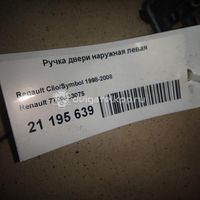 Ручка двери наружная левая
Renault Clio/Symbol 1998-2008
Renault
21 195 639